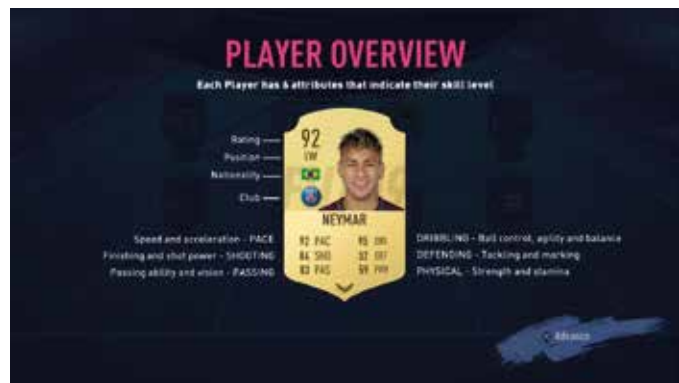 PLAYER OVERVIEW
Each Player has 6 attributes that indicate their skill level
Rating
92
Position
LW
Nationality
Club
NEYMAR
Speed and acceleration - PACE
92 PAC
95 DRI
DRIBBLING - Ball control, agility and balance
Finishing and shot power - SHOOTING
84 SHO
32 DEF
DEFENDING - Tackling and marking
Passing ability and vision - PASSING
83 PAS
59 PHY
PHYSICAL - Strength and stamina
Advance